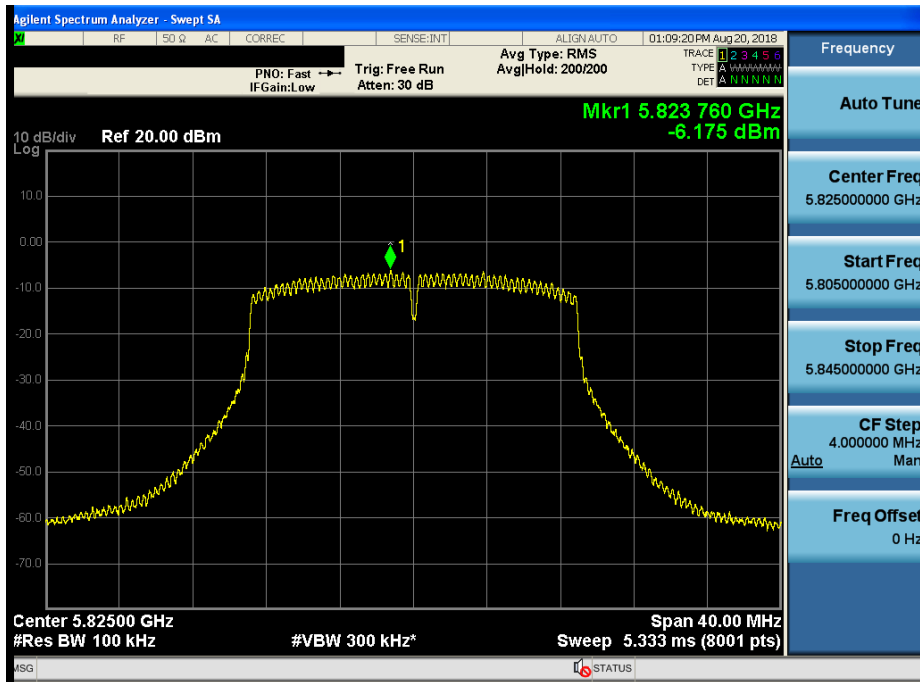 Agilent Spectrum Analyzer - Swept SA
XI RF 50 Ω AC CORREC SENSE:INT ALIGN AUTO 01:09:20 PM Aug 20, 2018
PNO: Fast Trig: Free Run Avg Type: RMS TRACE 1 2 3 4 5 6
IFGain:Low Atten: 30 dB Avg|Hold: 200/200 TYPE A WWWWW
DET A N N N N N
Mkr1 5.823 760 GHz
-6.175 dBm
10 dB/div Ref 20.00 dBm
Log
10.0
0.00
1
-10.0
-20.0
-30.0
-40.0
-50.0
-60.0
-70.0
Center 5.82500 GHz Span 40.00 MHz
#Res BW 100 kHz #VBW 300 kHz* Sweep 5.333 ms (8001 pts)
MSG STATUS
Frequency
Auto Tune
Center Freq
5.825000000 GHz
Start Freq
5.805000000 GHz
Stop Freq
5.845000000 GHz
CF Step
4.000000 MHz
Auto Man
Freq Offset
0 Hz